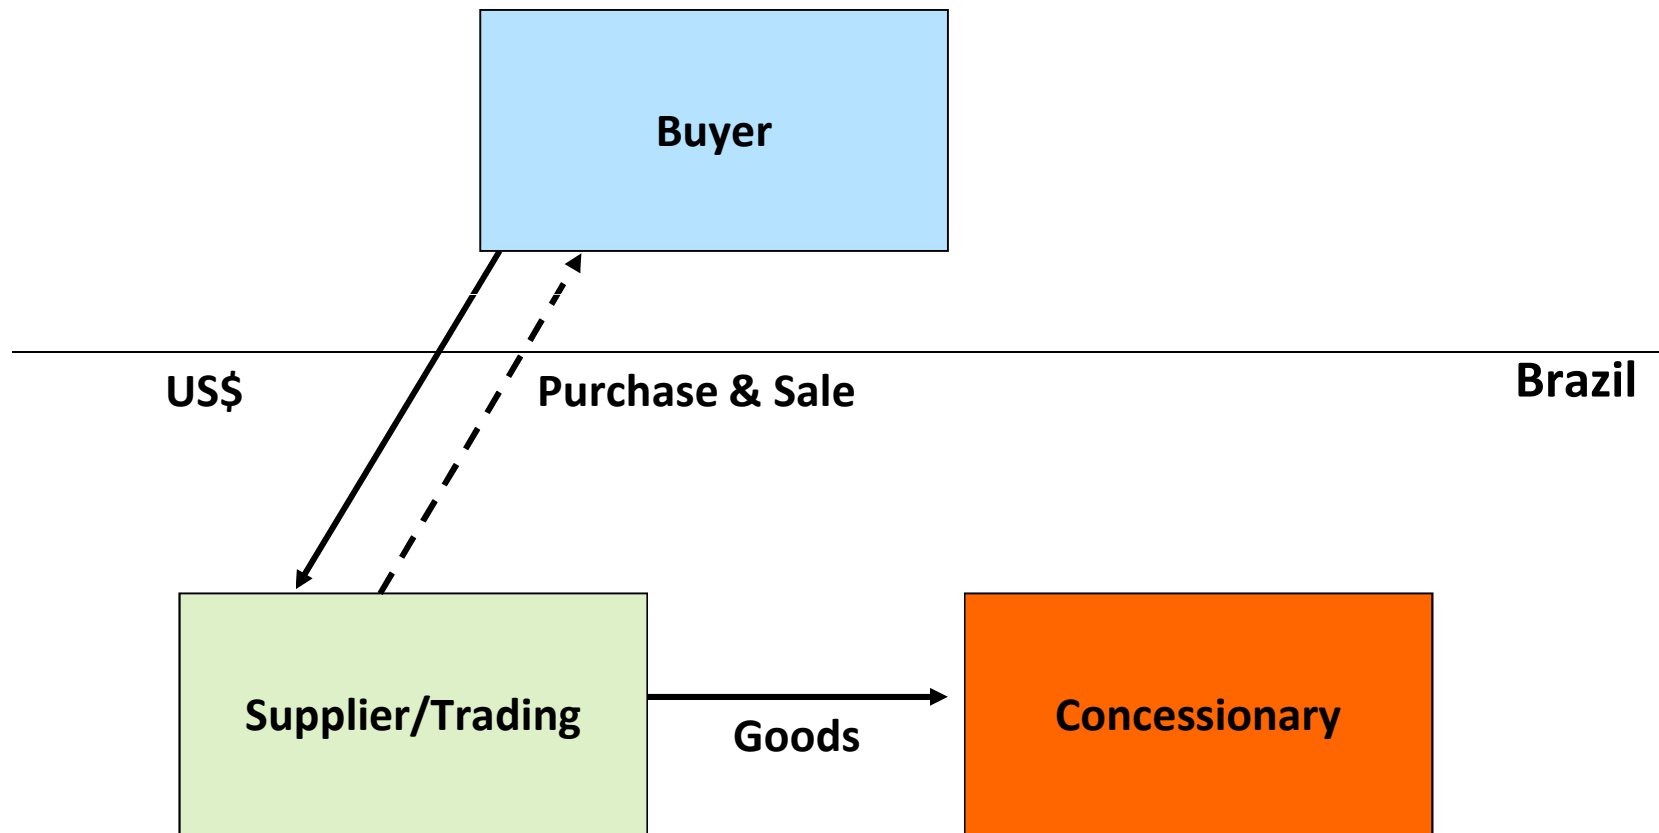 Buyer
US$
Purchase & Sale
Brazil
Supplier/Trading
Goods
Concessionary